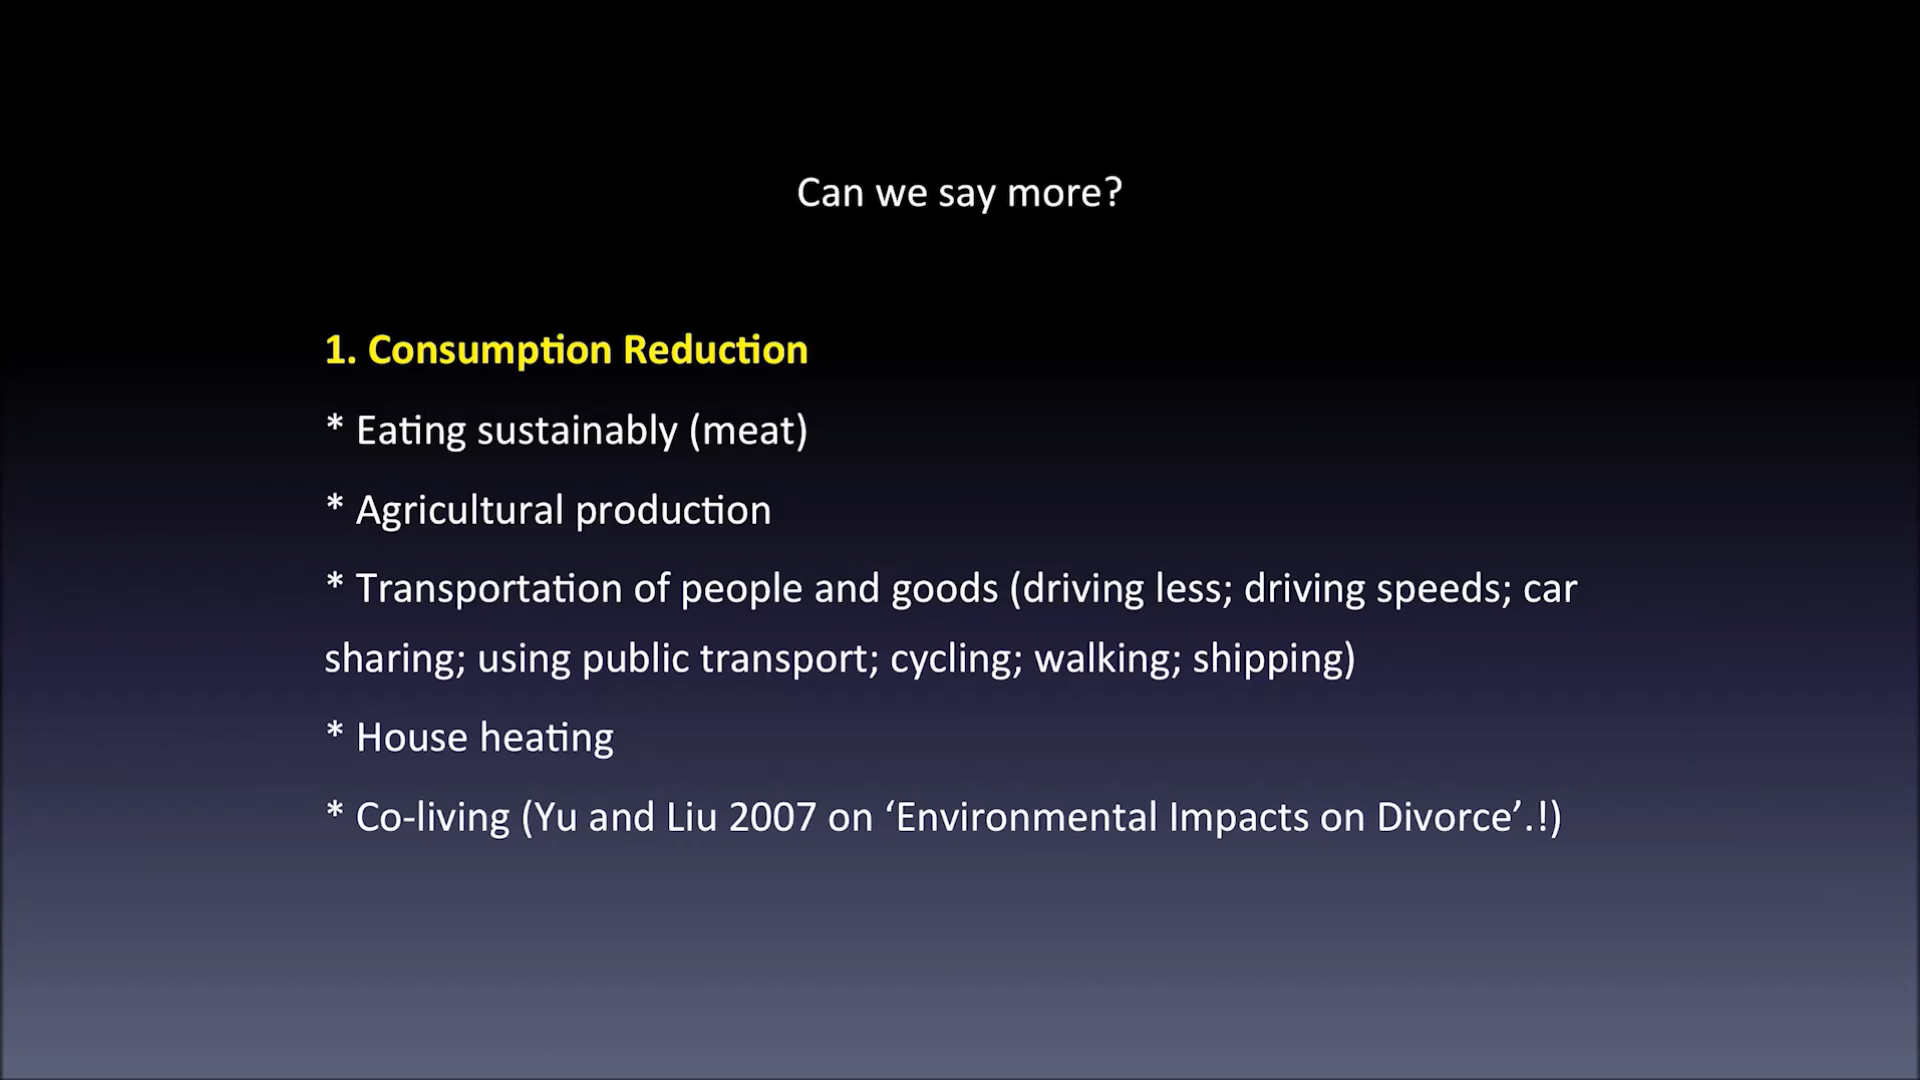 Can we say more?
1. Consumption Reduction
* Eating sustainably (meat)
* Agricultural production
* Transportation of people and goods (driving less; driving speeds; car
sharing; using public transport; cycling; walking; shipping)
* House heating
* Co-living (Yu and Liu 2007 on ‘Environmental Impacts on Divorce’.!)